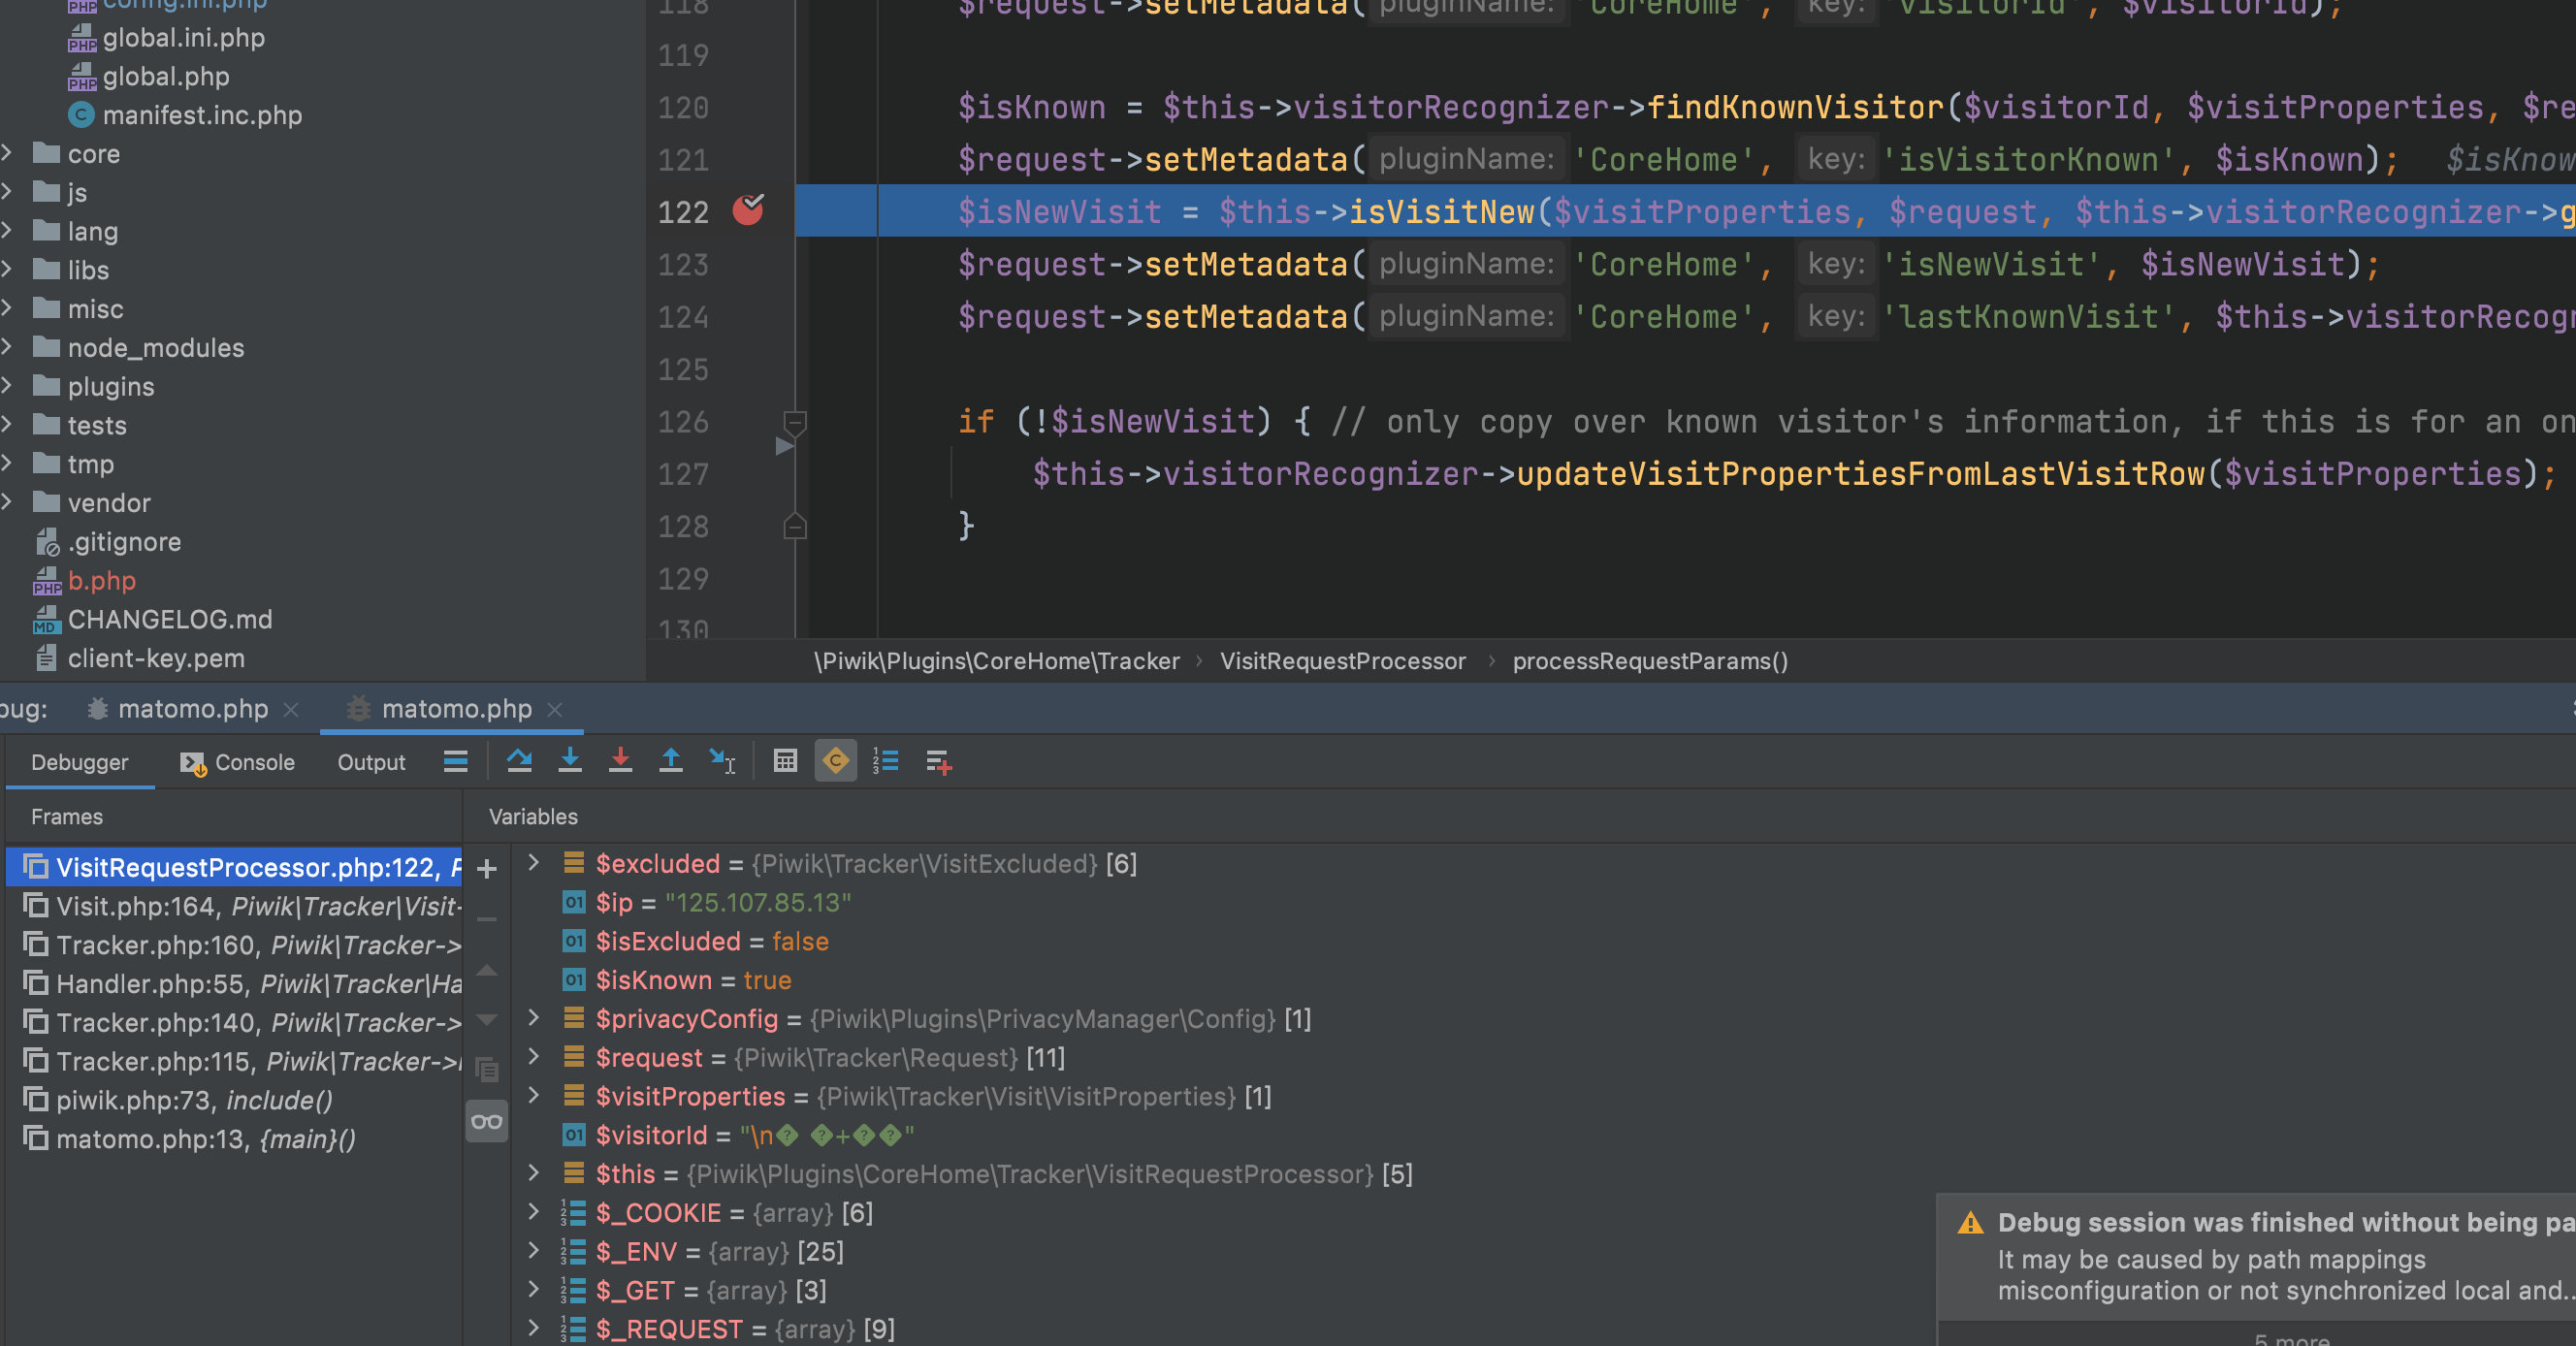 config.ini.php
global.ini.php
global.php
manifest.inc.php
core
js
lang
libs
misc
node_modules
plugins
tests
tmp
vendor
.gitignore
b.php
CHANGELOG.md
client-key.pem
118 $request->setMetadata( pluginName: 'CoreHome', key: 'visitorId', $visitorId);
119
120 $isKnown = $this->visitorRecognizer->findKnownVisitor($visitorId, $visitProperties, $re
121 $request->setMetadata( pluginName: 'CoreHome', key: 'isVisitorKnown', $isKnown); $isKnow
122 $isNewVisit = $this->isVisitNew($visitProperties, $request, $this->visitorRecognizer->g
123 $request->setMetadata( pluginName: 'CoreHome', key: 'isNewVisit', $isNewVisit);
124 $request->setMetadata( pluginName: 'CoreHome', key: 'lastKnownVisit', $this->visitorRecogn
125
126 if (!$isNewVisit) { // only copy over known visitor's information, if this is for an on
127 $this->visitorRecognizer->updateVisitPropertiesFromLastVisitRow($visitProperties);
128 }
129
130
\Piwik\Plugins\CoreHome\Tracker › VisitRequestProcessor › processRequestParams()
bug: matomo.php matomo.php
Debugger Console Output
Frames
VisitRequestProcessor.php:122, P
Visit.php:164, Piwik\Tracker\Visit-
Tracker.php:160, Piwik\Tracker->
Handler.php:55, Piwik\Tracker\Ha
Tracker.php:140, Piwik\Tracker->
Tracker.php:115, Piwik\Tracker->
piwik.php:73, include()
matomo.php:13, {main}()
Variables
$excluded = {Piwik\Tracker\VisitExcluded} [6]
$ip = "125.107.85.13"
$isExcluded = false
$isKnown = true
$privacyConfig = {Piwik\Plugins\PrivacyManager\Config} [1]
$request = {Piwik\Tracker\Request} [11]
$visitProperties = {Piwik\Tracker\Visit\VisitProperties} [1]
$visitorId = "\n� �+��"
$this = {Piwik\Plugins\CoreHome\Tracker\VisitRequestProcessor} [5]
$_COOKIE = {array} [6]
$_ENV = {array} [25]
$_GET = {array} [3]
$_REQUEST = {array} [9]
Debug session was finished without being pa
It may be caused by path mappings
misconfiguration or not synchronized local and...
5 more